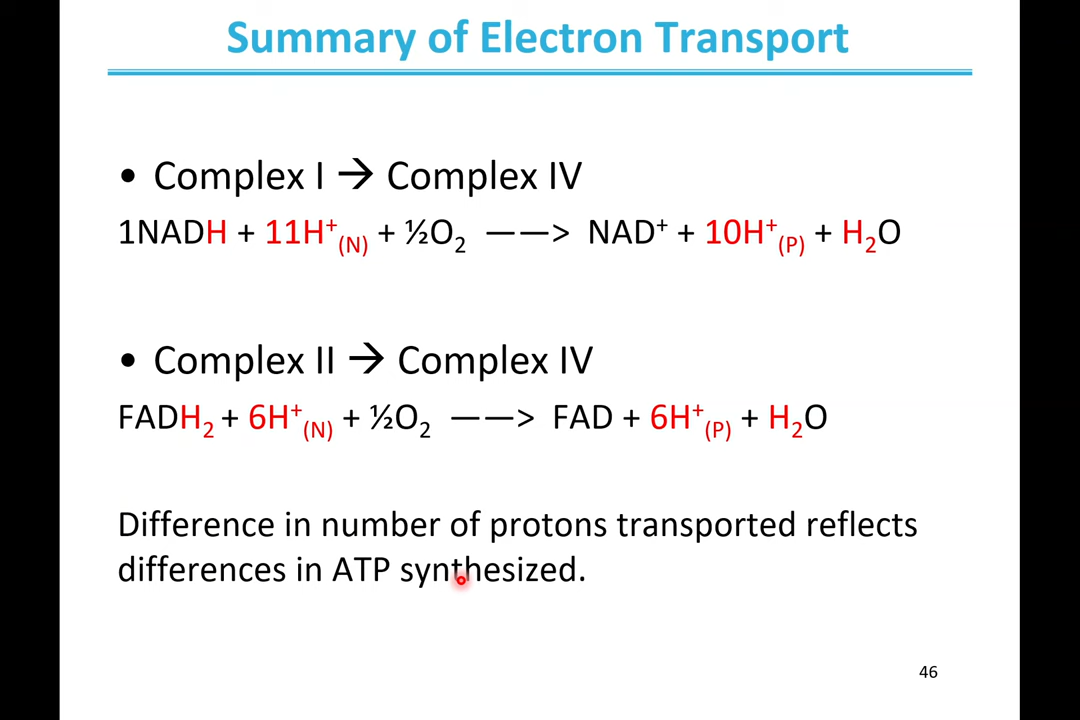 Summary of Electron Transport
• Complex I → Complex IV
1NADH + 11H⁺₍N₎ + ½O₂ ——> NAD⁺ + 10H⁺₍P₎ + H₂O
• Complex II → Complex IV
FADH₂ + 6H⁺₍N₎ + ½O₂ ——> FAD + 6H⁺₍P₎ + H₂O
Difference in number of protons transported reflects
differences in ATP synthesized.
46